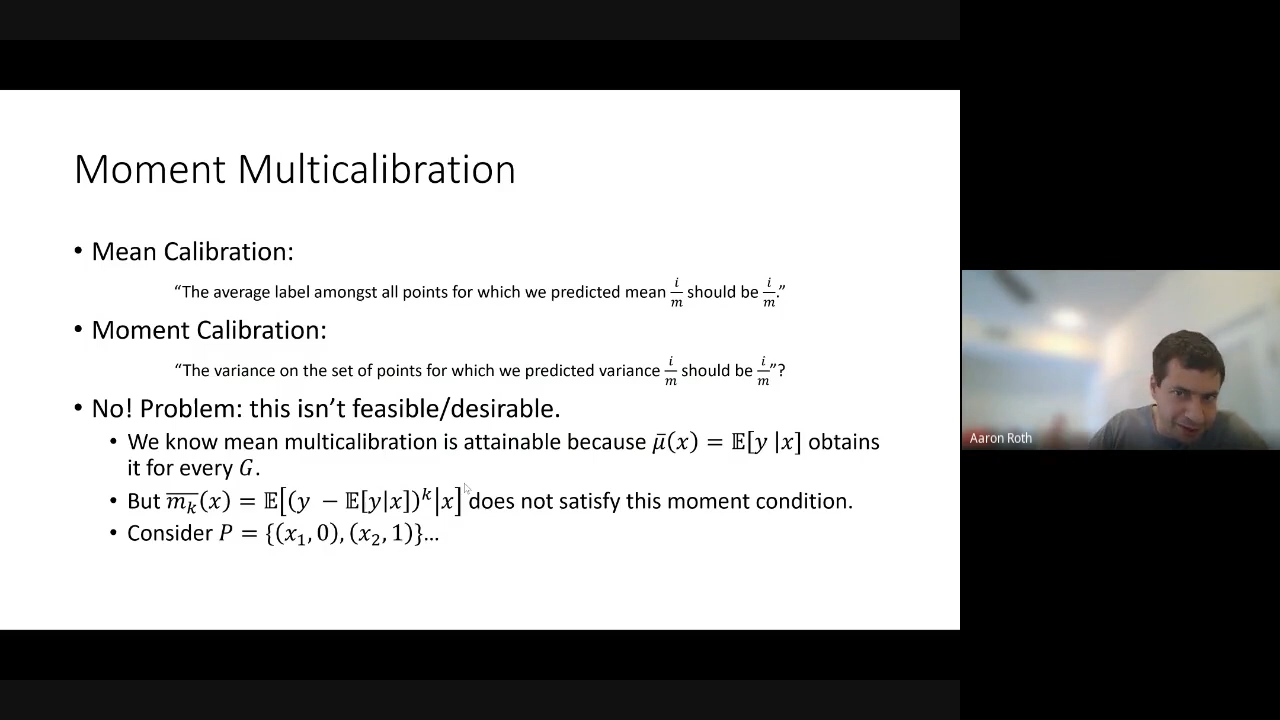 Moment Multicalibration
• Mean Calibration:
“The average label amongst all points for which we predicted mean i/m should be i/m.”
• Moment Calibration:
“The variance on the set of points for which we predicted variance i/m should be i/m”?
• No! Problem: this isn’t feasible/desirable.
• We know mean multicalibration is attainable because μ̄(x) = 𝔼[y |x] obtains
it for every G.
• But m̅ₖ(x) = 𝔼[(y − 𝔼[y|x])ᵏ|x] does not satisfy this moment condition.
• Consider P = {(x₁, 0), (x₂, 1)}...
Aaron Roth